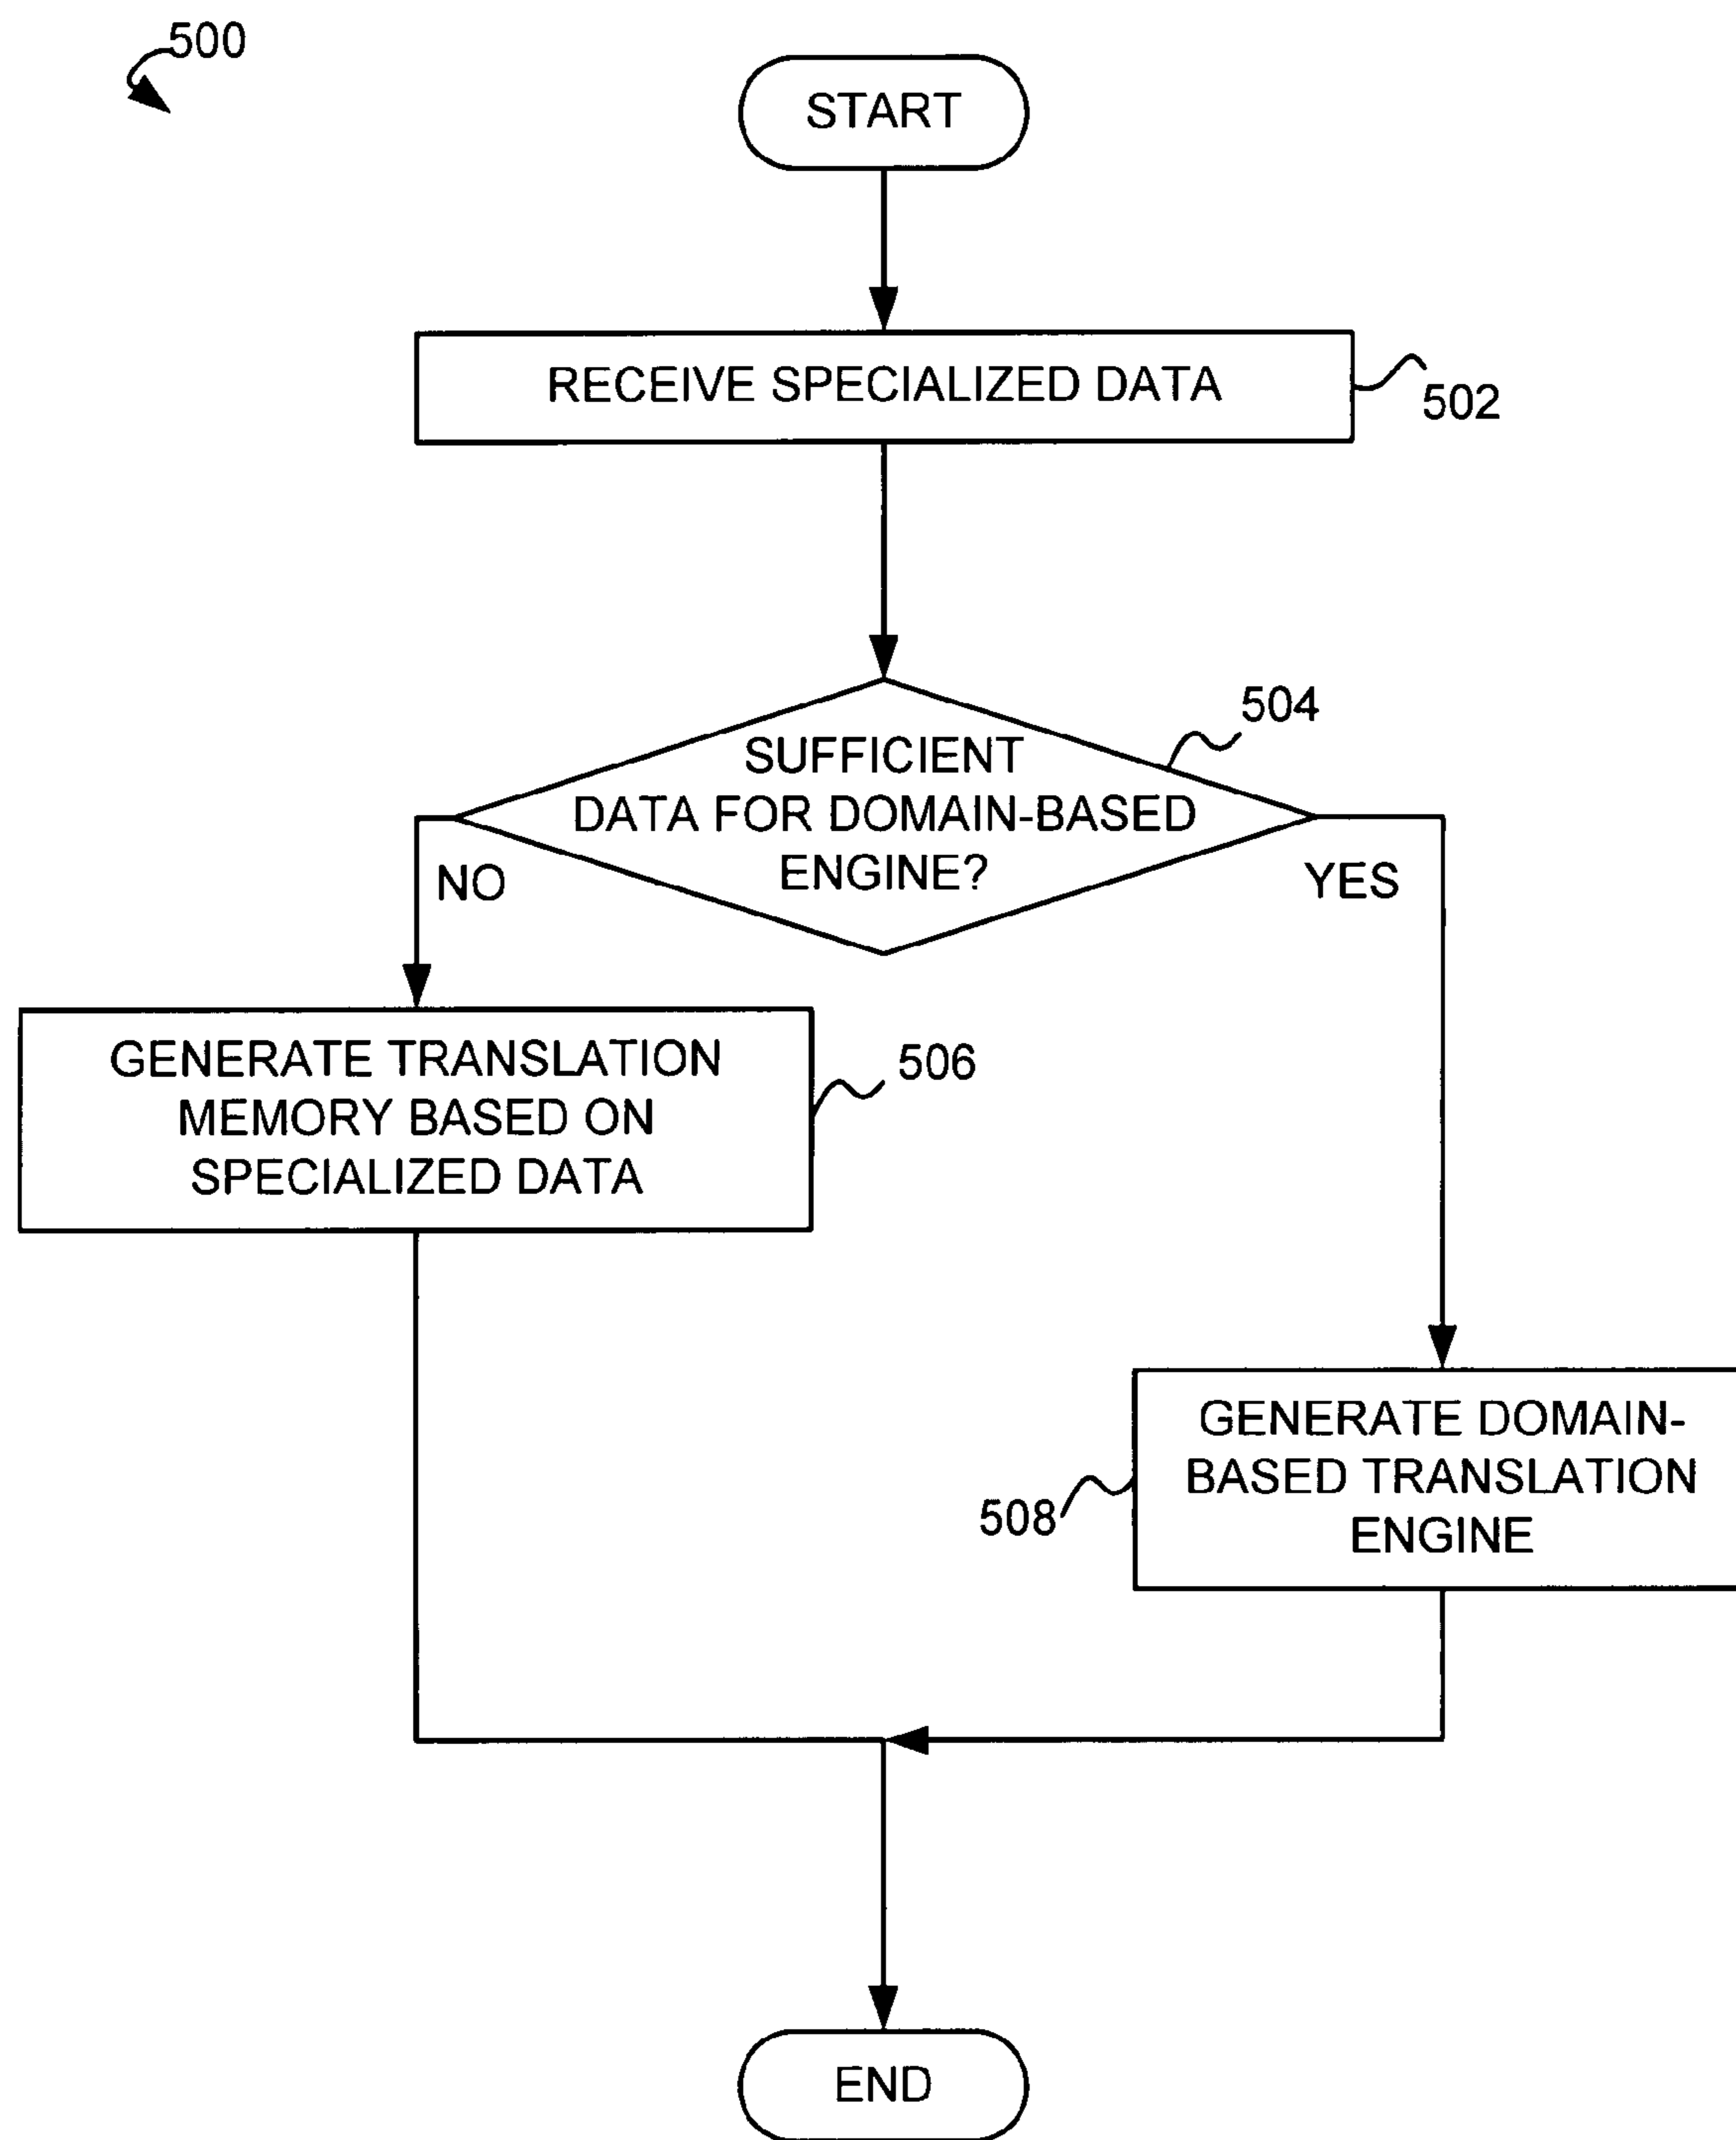 500
START
RECEIVE SPECIALIZED DATA
502
504
SUFFICIENT
DATA FOR DOMAIN-BASED
ENGINE?
NO
YES
GENERATE TRANSLATION
MEMORY BASED ON
SPECIALIZED DATA
506
GENERATE DOMAIN-
BASED TRANSLATION
ENGINE
508
END